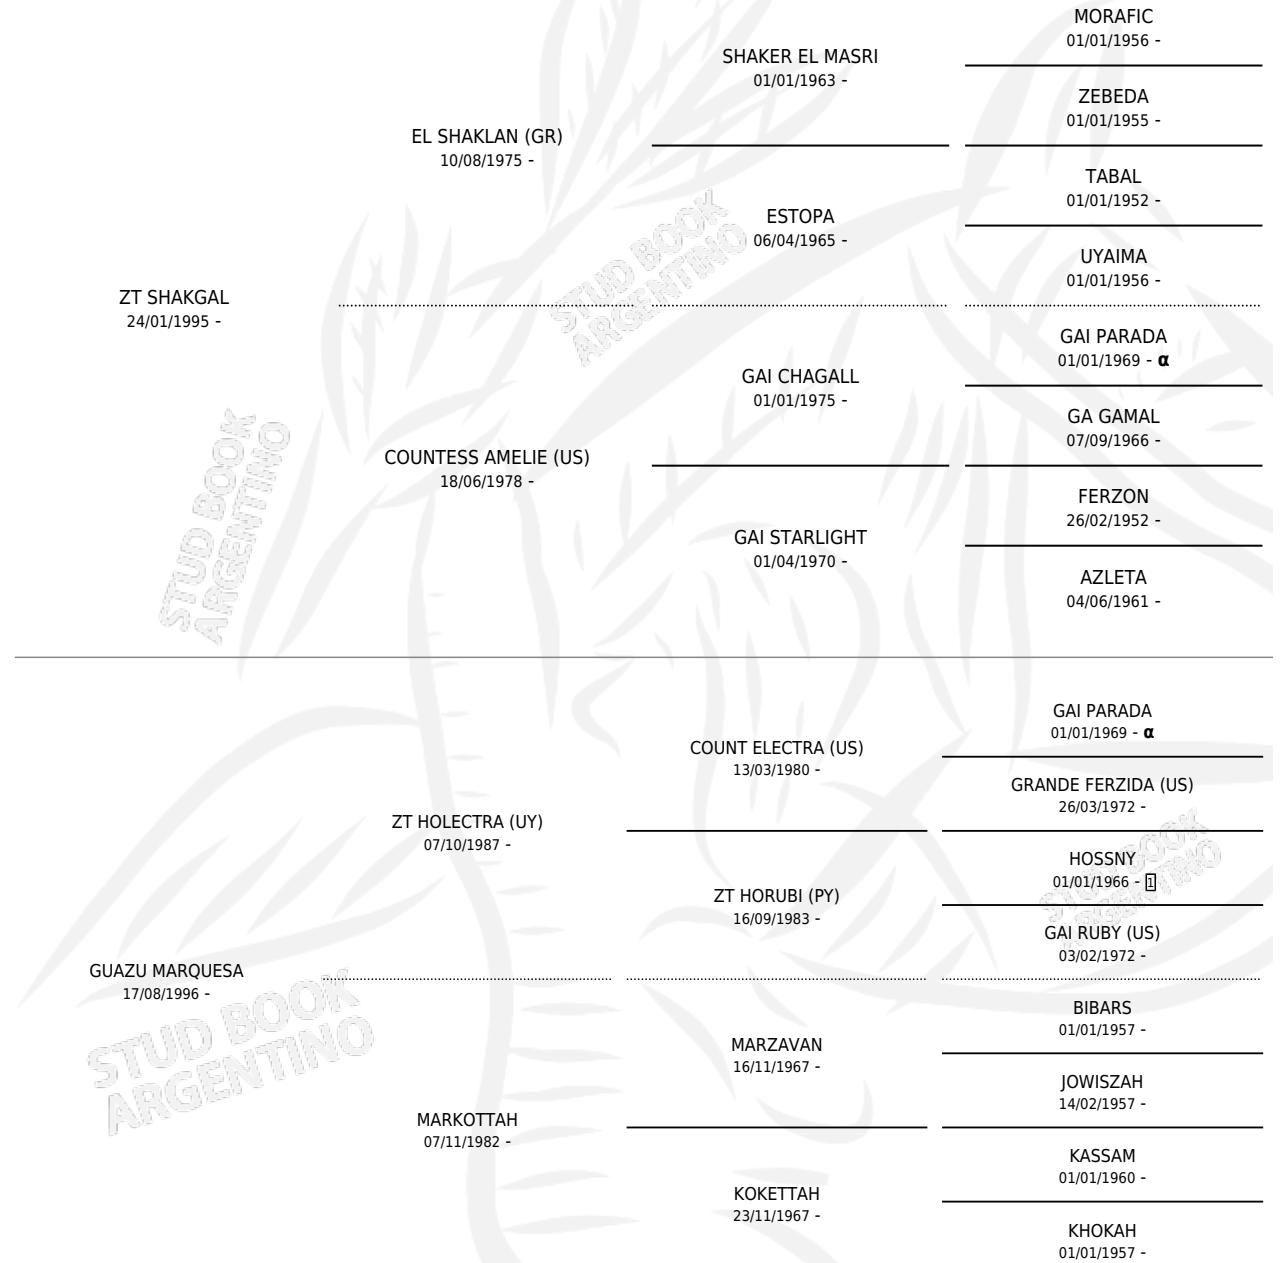 MORAFIC
01/01/1956 -
SHAKER EL MASRI
01/01/1963 -
ZEBEDA
01/01/1955 -
EL SHAKLAN (GR)
10/08/1975 -
TABAL
01/01/1952 -
ESTOPA
06/04/1965 -
UYAIMA
01/01/1956 -
ZT SHAKGAL
24/01/1995 -
GAI PARADA
01/01/1969 - α
GAI CHAGALL
01/01/1975 -
GA GAMAL
07/09/1966 -
COUNTESS AMELIE (US)
18/06/1978 -
FERZON
26/02/1952 -
GAI STARLIGHT
01/04/1970 -
AZLETA
04/06/1961 -
GAI PARADA
01/01/1969 - α
COUNT ELECTRA (US)
13/03/1980 -
GRANDE FERZIDA (US)
26/03/1972 -
ZT HOLECTRA (UY)
07/10/1987 -
HOSSNY
01/01/1966 - 1
ZT HORUBI (PY)
16/09/1983 -
GAI RUBY (US)
03/02/1972 -
GUAZU MARQUESA
17/08/1996 -
BIBARS
01/01/1957 -
MARZAVAN
16/11/1967 -
JOWISZAH
14/02/1957 -
MARKOTTAH
07/11/1982 -
KASSAM
01/01/1960 -
KOKETTAH
23/11/1967 -
KHOKAH
01/01/1957 -
STUD BOOK
ARGENTINO
STUD BOOK
ARGENTINO
STUD BOOK
ARGENTINO
STUD BOOK
ARGENTINO